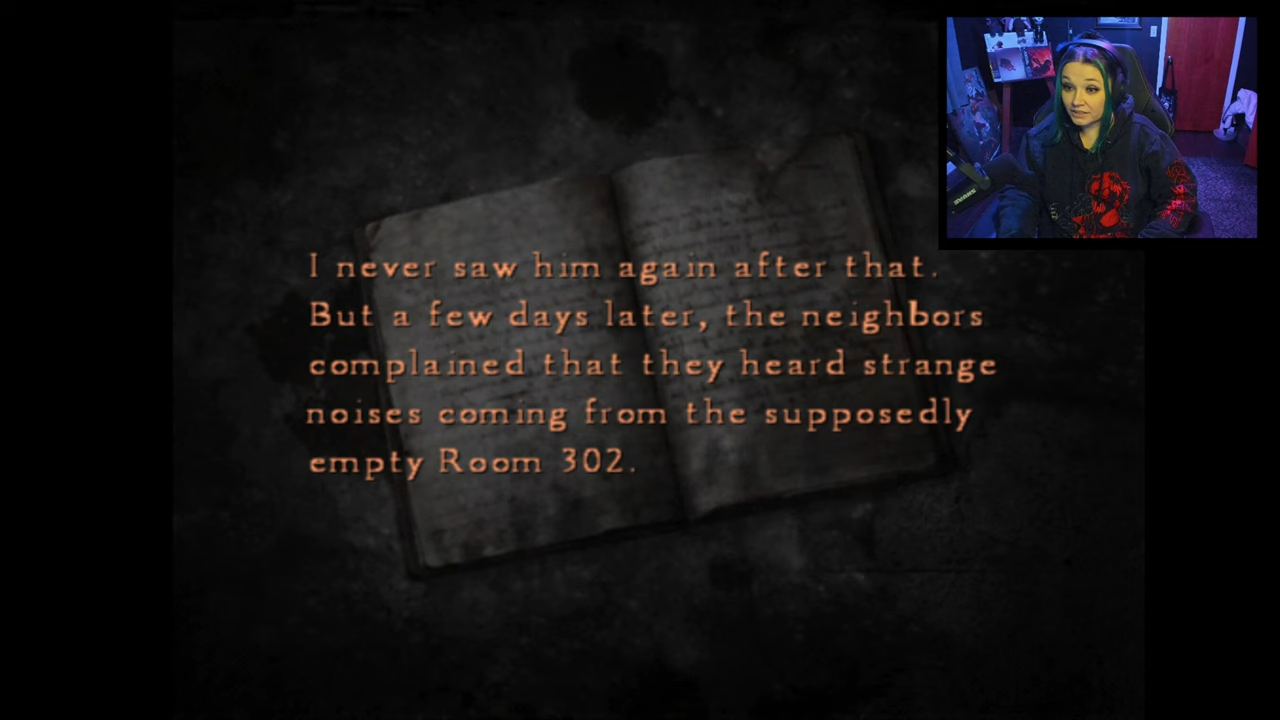 I never saw him again after that.
But a few days later, the neighbors
complained that they heard strange
noises coming from the supposedly
empty Room 302.